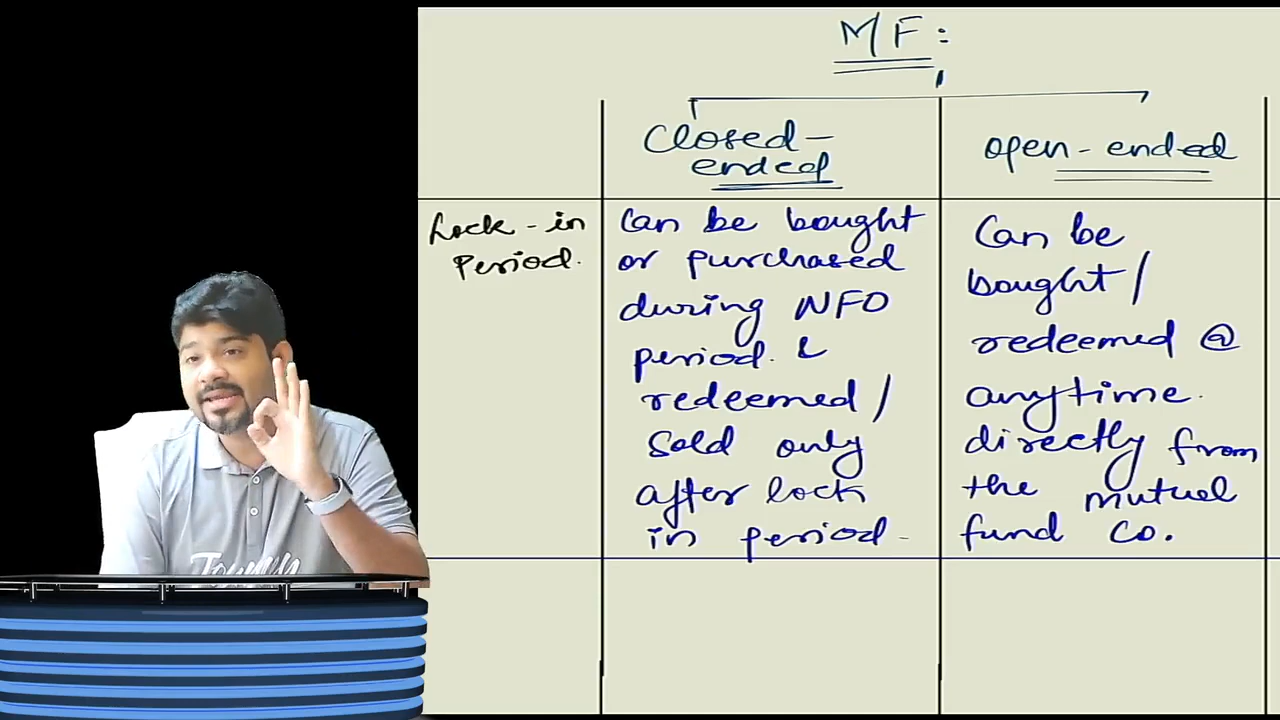 MF:
Closed-
ended
open-ended
Lock-in
Period.
Can be bought
or purchased
during NFO
period. &
redeemed/
Sold only
after lock
in period.
Can be
bought/
redeemed @
anytime.
directly from
the mutual
fund Co.